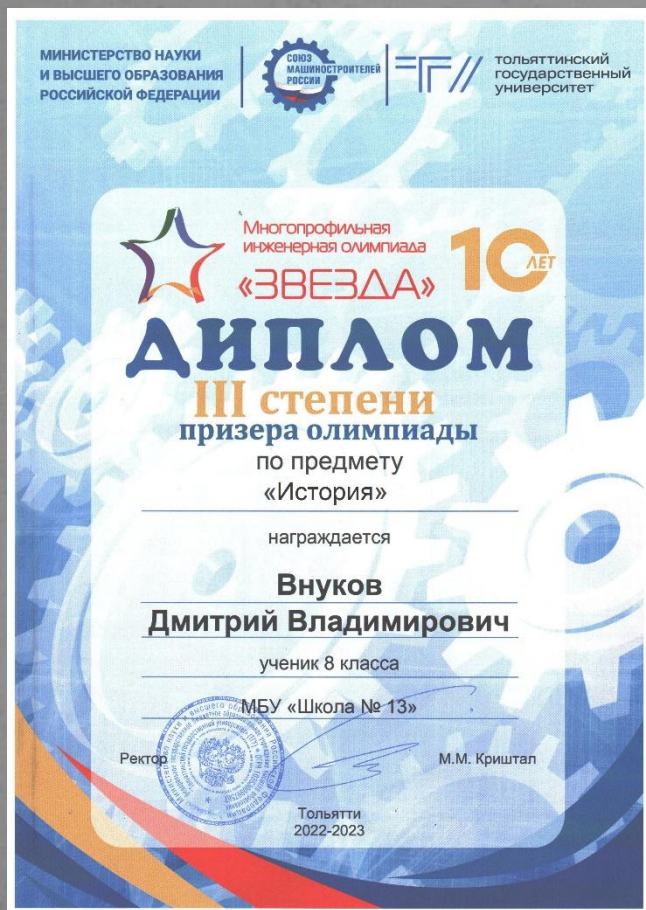 МИНИСТЕРСТВО НАУКИ
И ВЫСШЕГО ОБРАЗОВАНИЯ
РОССИЙСКОЙ ФЕДЕРАЦИИ
СОЮЗ
МАШИНОСТРОИТЕЛЕЙ
РОССИИ
ТГУ
тольяттинский
государственный
университет
Многопрофильная
инженерная олимпиада
«ЗВЕЗДА»
10 ЛЕТ
ДИПЛОМ
III степени
призера олимпиады
по предмету
«История»
награждается
Внуков
Дмитрий Владимирович
ученик 8 класса
МБУ «Школа № 13»
Ректор
М.М. Криштал
Тольятти
2022-2023